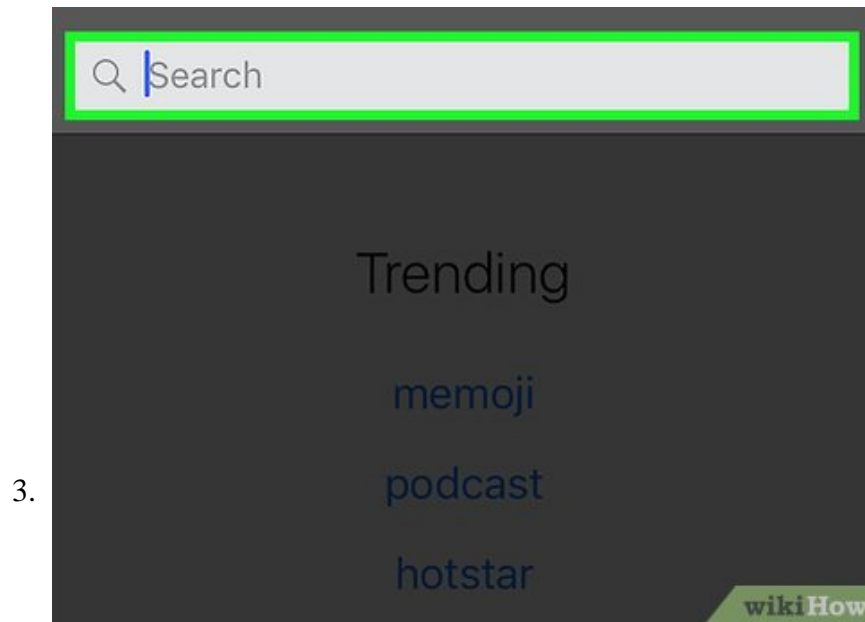 Search
Trending
memoji
podcast
3.
hotstar
wikiHow